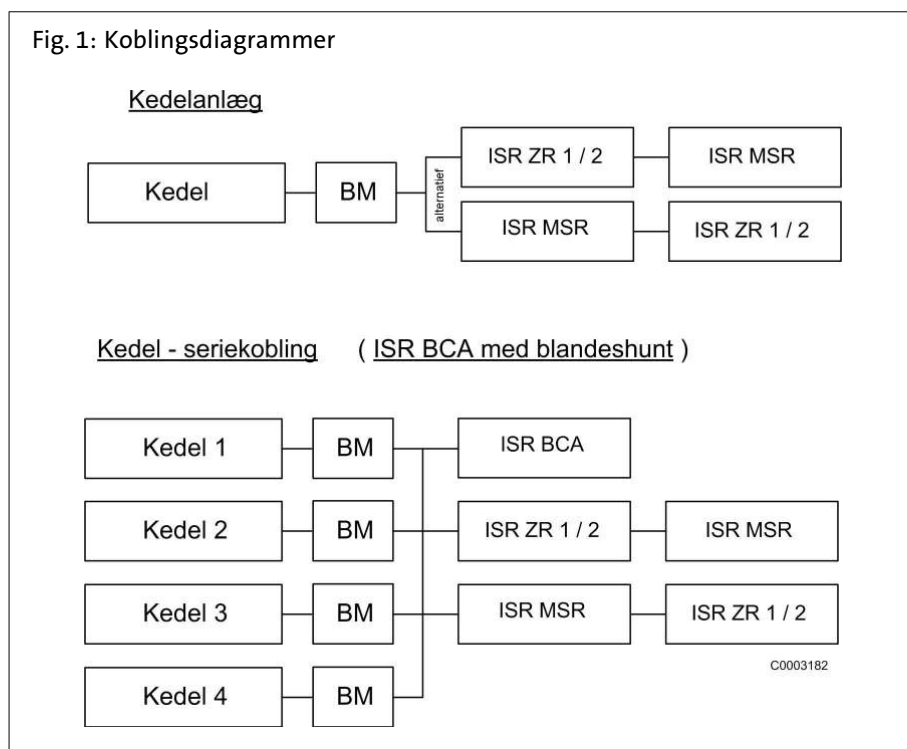 Fig. 1: Koblingsdiagrammer
Kedelanlæg
Kedel
BM
alternatief
ISR ZR 1 / 2
ISR MSR
ISR MSR
ISR ZR 1 / 2
Kedel - seriekobling ( ISR BCA med blandeshunt )
Kedel 1 BM ISR BCA
Kedel 2 BM ISR ZR 1 / 2 ISR MSR
Kedel 3 BM ISR MSR ISR ZR 1 / 2
C0003182
Kedel 4 BM